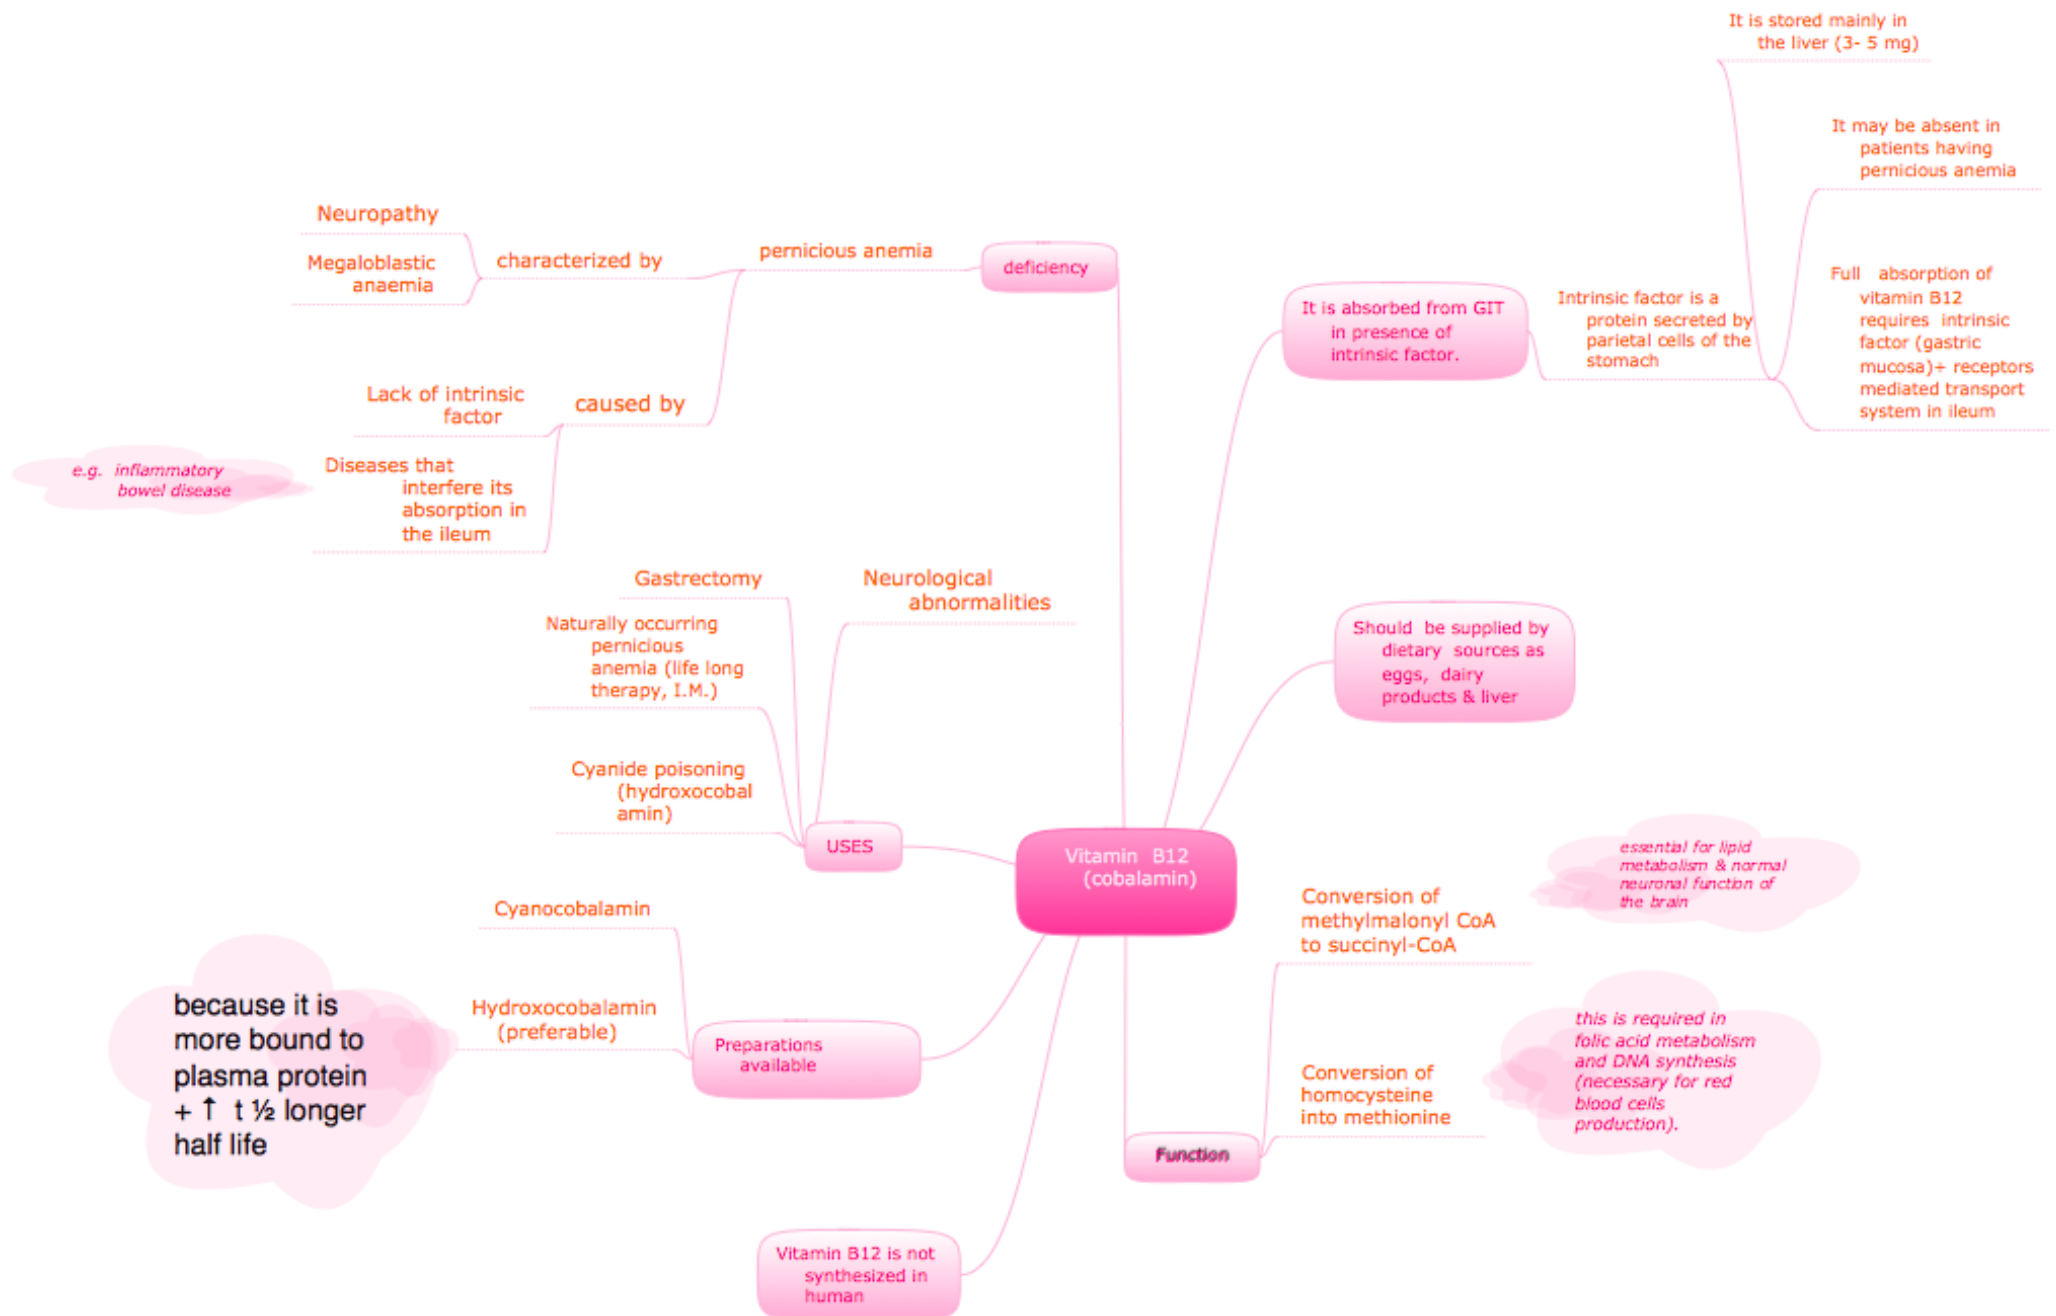 It is stored mainly in
the liver (3- 5 mg)
It may be absent in
patients having
pernicious anemia
Full absorption of
vitamin B12
requires intrinsic
factor (gastric
mucosa)+ receptors
mediated transport
system in ileum
Intrinsic factor is a
protein secreted by
parietal cells of the
stomach
It is absorbed from GIT
in presence of
intrinsic factor.
deficiency
pernicious anemia
characterized by
Neuropathy
Megaloblastic
anaemia
caused by
Lack of intrinsic
factor
Diseases that
interfere its
absorption in
the ileum
e.g. inflammatory
bowel disease
Should be supplied by
dietary sources as
eggs, dairy
products & liver
Gastrectomy
Neurological
abnormalities
Naturally occurring
pernicious
anemia (life long
therapy, I.M.)
Cyanide poisoning
(hydroxocobal
amin)
USES
Vitamin B12
(cobalamin)
Cyanocobalamin
Hydroxocobalamin
(preferable)
Preparations
available
because it is
more bound to
plasma protein
+ ↑ t ½ longer
half life
Vitamin B12 is not
synthesized in
human
Function
Conversion of
methylmalonyl CoA
to succinyl-CoA
essential for lipid
metabolism & normal
neuronal function of
the brain
Conversion of
homocysteine
into methionine
this is required in
folic acid metabolism
and DNA synthesis
(necessary for red
blood cells
production).